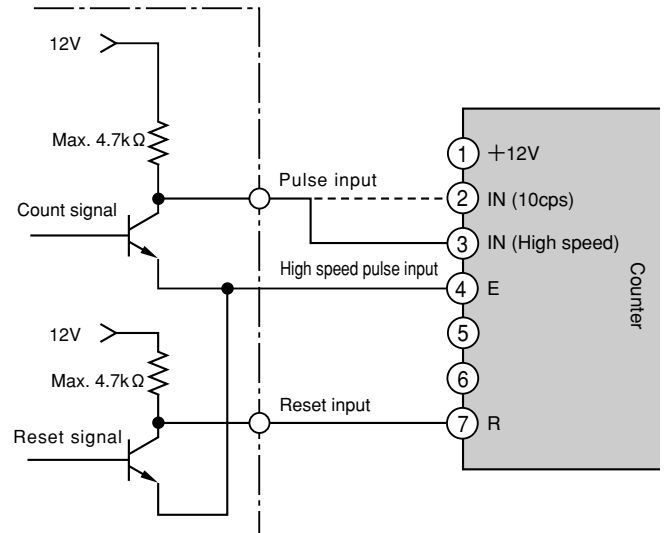 12V
Max. 4.7kΩ
Count signal
Pulse input
High speed pulse input
12V
Max. 4.7kΩ
Reset signal
Reset input
1 +12V
2 IN (10cps)
3 IN (High speed)
4 E
5
6
7 R
Counter